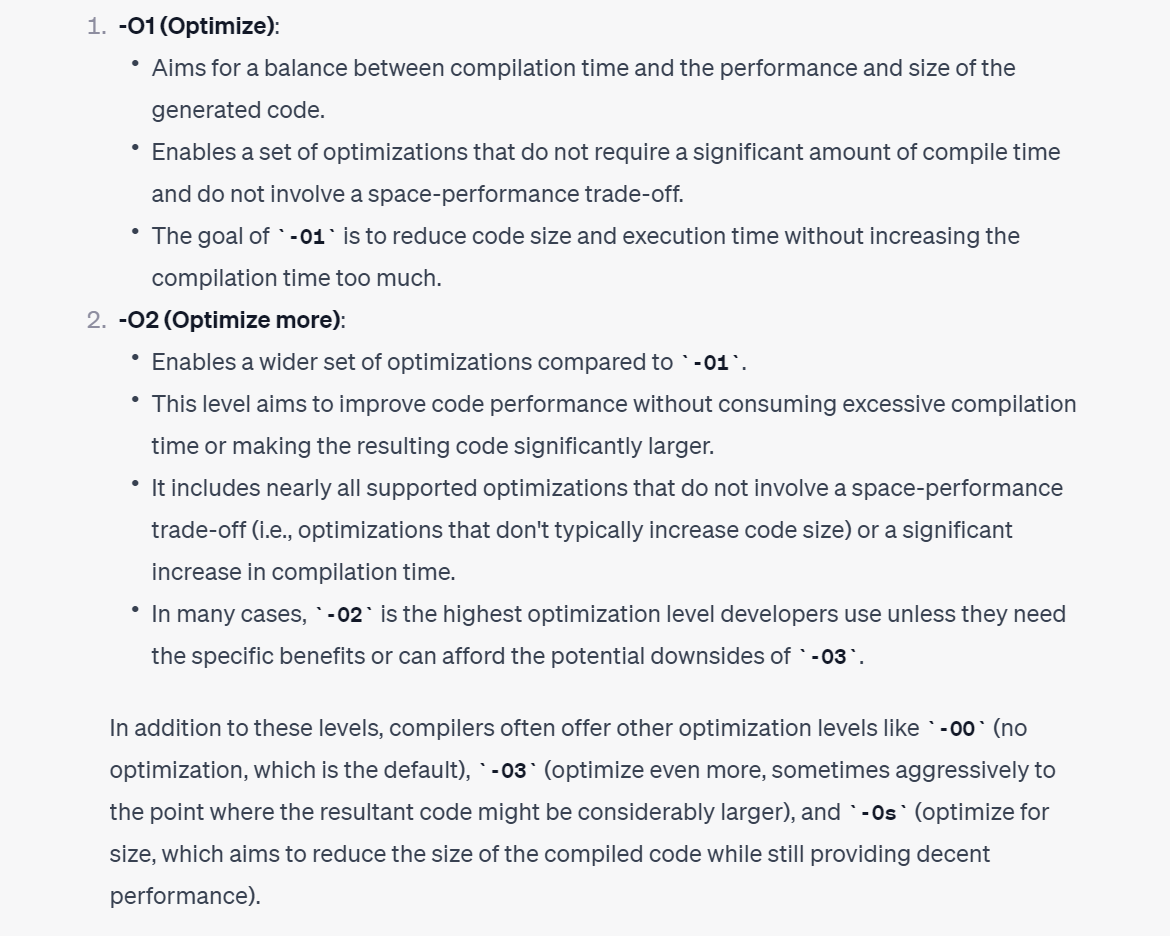 1. -O1 (Optimize):
• Aims for a balance between compilation time and the performance and size of the
generated code.
• Enables a set of optimizations that do not require a significant amount of compile time
and do not involve a space-performance trade-off.
• The goal of `-O1` is to reduce code size and execution time without increasing the
compilation time too much.
2. -O2 (Optimize more):
• Enables a wider set of optimizations compared to `-O1`.
• This level aims to improve code performance without consuming excessive compilation
time or making the resulting code significantly larger.
• It includes nearly all supported optimizations that do not involve a space-performance
trade-off (i.e., optimizations that don't typically increase code size) or a significant
increase in compilation time.
• In many cases, `-O2` is the highest optimization level developers use unless they need
the specific benefits or can afford the potential downsides of `-O3`.
In addition to these levels, compilers often offer other optimization levels like `-O0` (no
optimization, which is the default), `-O3` (optimize even more, sometimes aggressively to
the point where the resultant code might be considerably larger), and `-Os` (optimize for
size, which aims to reduce the size of the compiled code while still providing decent
performance).